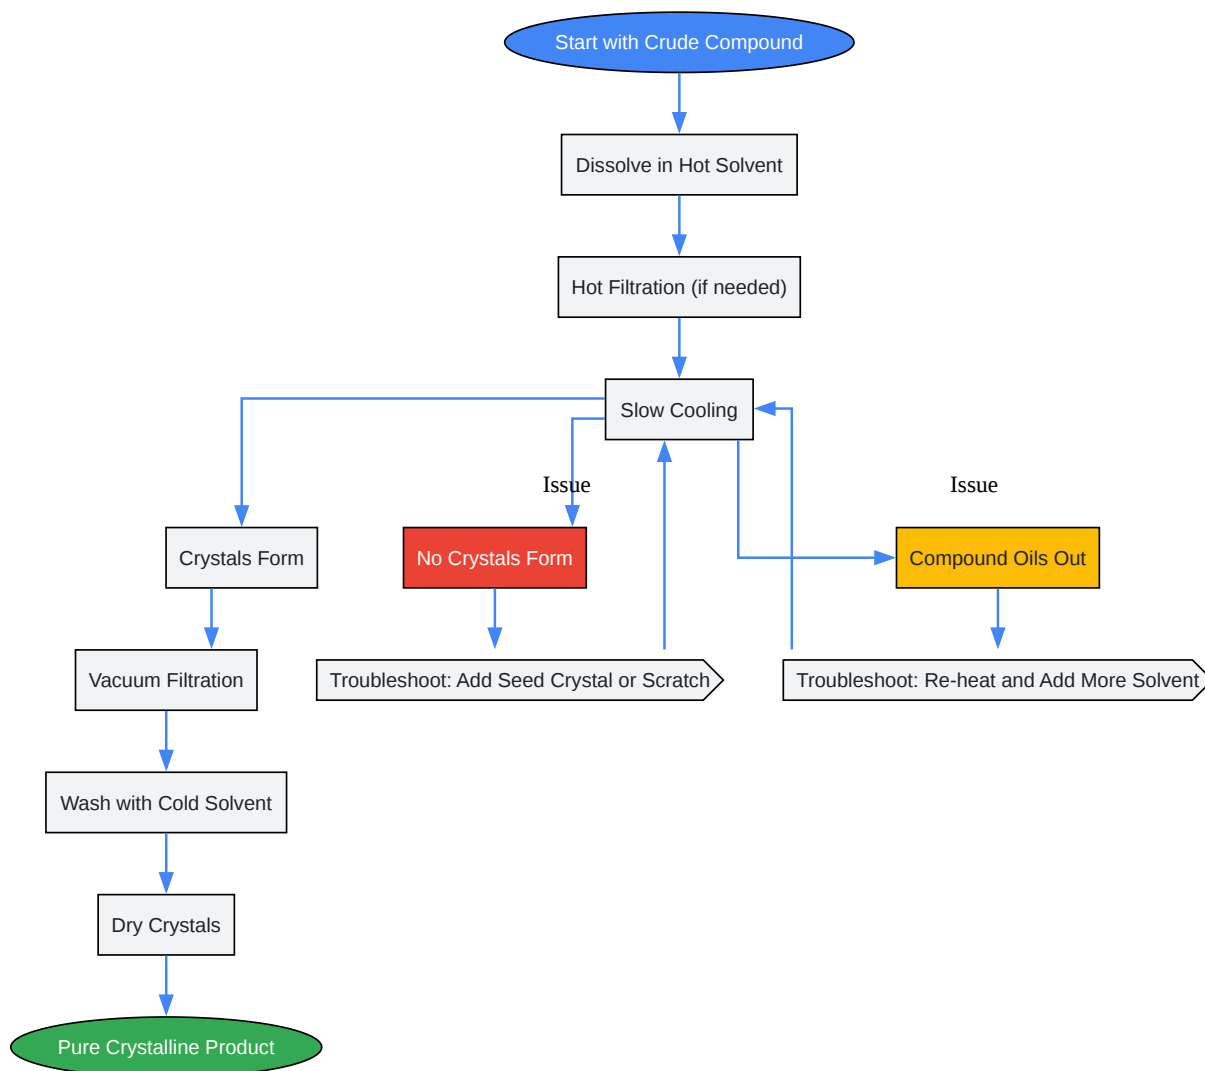 Start with Crude Compound
Dissolve in Hot Solvent
Hot Filtration (if needed)
Slow Cooling
Issue
Issue
Crystals Form
No Crystals Form
Compound Oils Out
Vacuum Filtration
Troubleshoot: Add Seed Crystal or Scratch
Troubleshoot: Re-heat and Add More Solvent
Wash with Cold Solvent
Dry Crystals
Pure Crystalline Product